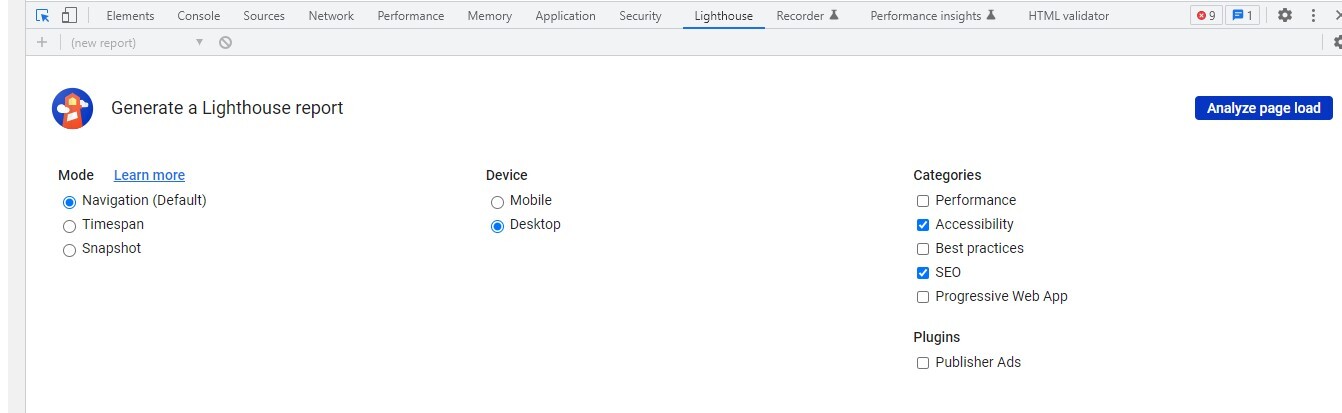 Elements Console Sources Network Performance Memory Application Security Lighthouse Recorder Performance insights HTML validator 9 1
(new report)
Generate a Lighthouse report Analyze page load
Mode Learn more Device Categories
Navigation (Default) Mobile Performance
Timespan Desktop Accessibility
Snapshot Best practices
SEO
Progressive Web App
Plugins
Publisher Ads